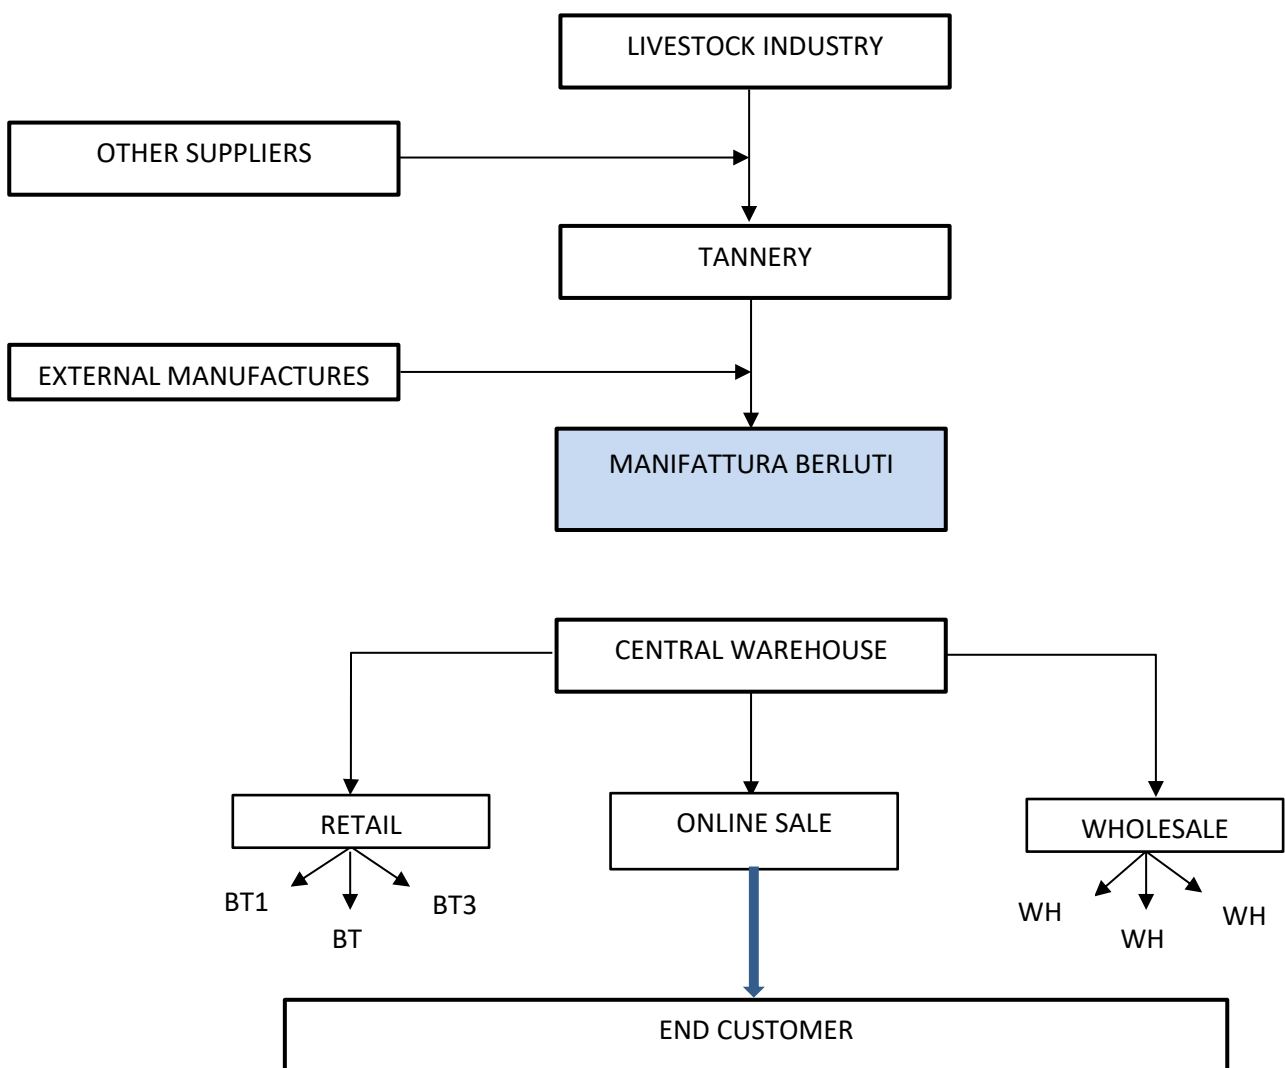 LIVESTOCK INDUSTRY
OTHER SUPPLIERS
TANNERY
EXTERNAL MANUFACTURES
MANIFATTURA BERLUTI
CENTRAL WAREHOUSE
RETAIL
ONLINE SALE
WHOLESALE
BT1
BT
BT3
WH
WH
WH
END CUSTOMER